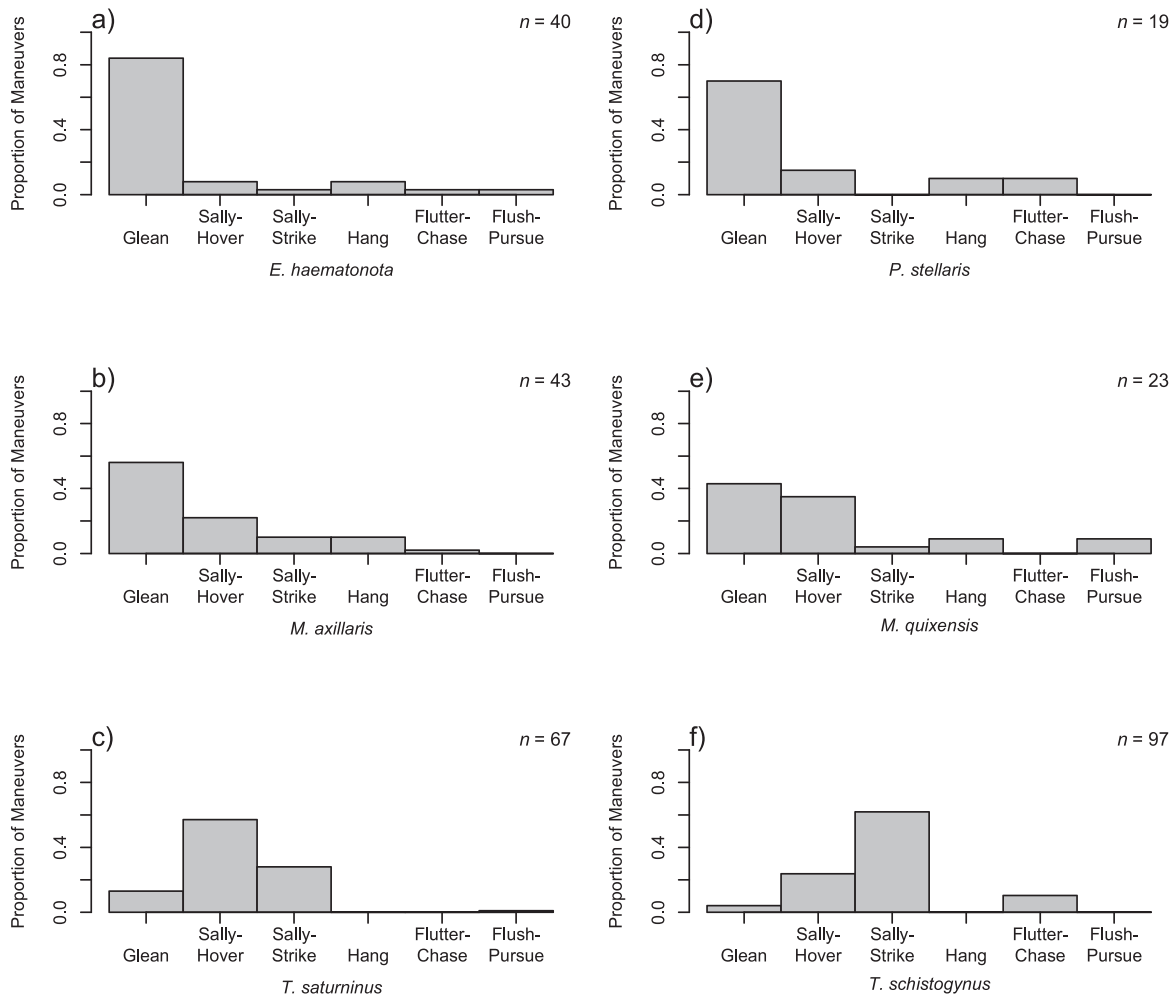 a)
n = 40
Proportion of Maneuvers
0.8
0.4
0.0
Sally- Sally- Flutter- Flush-
Glean Hover Strike Hang Chase Pursue
E. haematonota
d)
n = 19
Proportion of Maneuvers
0.8
0.4
0.0
Sally- Sally- Flutter- Flush-
Glean Hover Strike Hang Chase Pursue
P. stellaris
b)
n = 43
Proportion of Maneuvers
0.8
0.4
0.0
Sally- Sally- Flutter- Flush-
Glean Hover Strike Hang Chase Pursue
M. axillaris
e)
n = 23
Proportion of Maneuvers
0.8
0.4
0.0
Sally- Sally- Flutter- Flush-
Glean Hover Strike Hang Chase Pursue
M. quixensis
c)
n = 67
Proportion of Maneuvers
0.8
0.4
0.0
Sally- Sally- Flutter- Flush-
Glean Hover Strike Hang Chase Pursue
T. saturninus
f)
n = 97
Proportion of Maneuvers
0.8
0.4
0.0
Sally- Sally- Flutter- Flush-
Glean Hover Strike Hang Chase Pursue
T. schistogynus